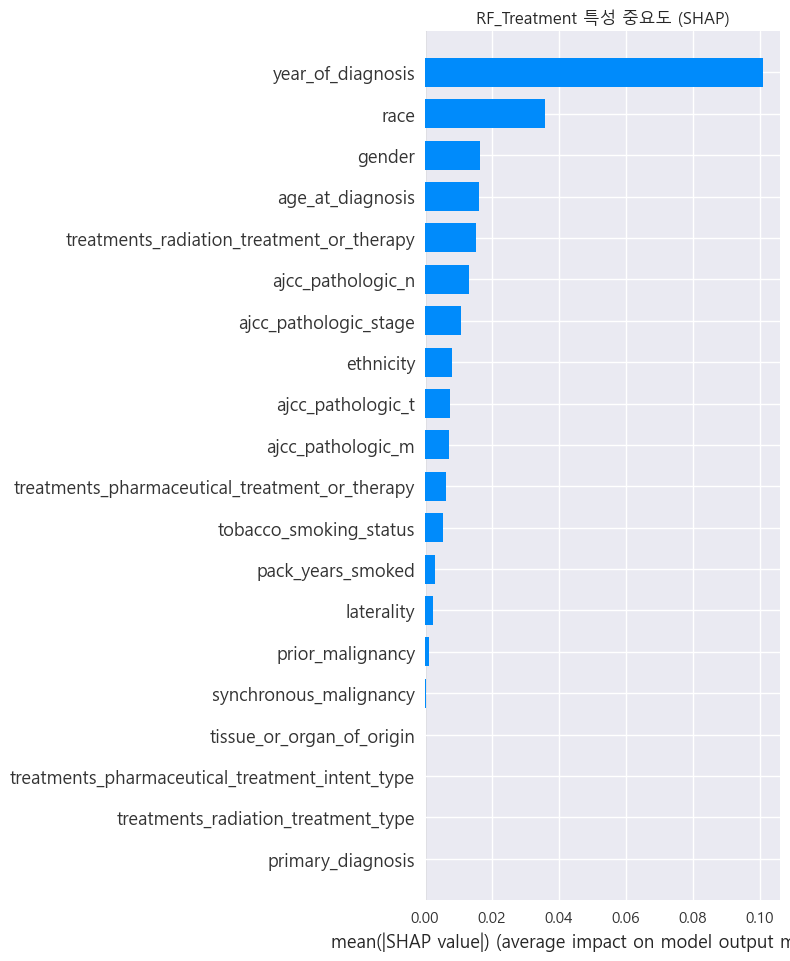 RF_Treatment 특성 중요도 (SHAP)
year_of_diagnosis
race
gender
age_at_diagnosis
treatments_radiation_treatment_or_therapy
ajcc_pathologic_n
ajcc_pathologic_stage
ethnicity
ajcc_pathologic_t
ajcc_pathologic_m
treatments_pharmaceutical_treatment_or_therapy
tobacco_smoking_status
pack_years_smoked
laterality
prior_malignancy
synchronous_malignancy
tissue_or_organ_of_origin
treatments_pharmaceutical_treatment_intent_type
treatments_radiation_treatment_type
primary_diagnosis
0.00 0.02 0.04 0.06 0.08 0.10
mean(|SHAP value|) (average impact on model output m